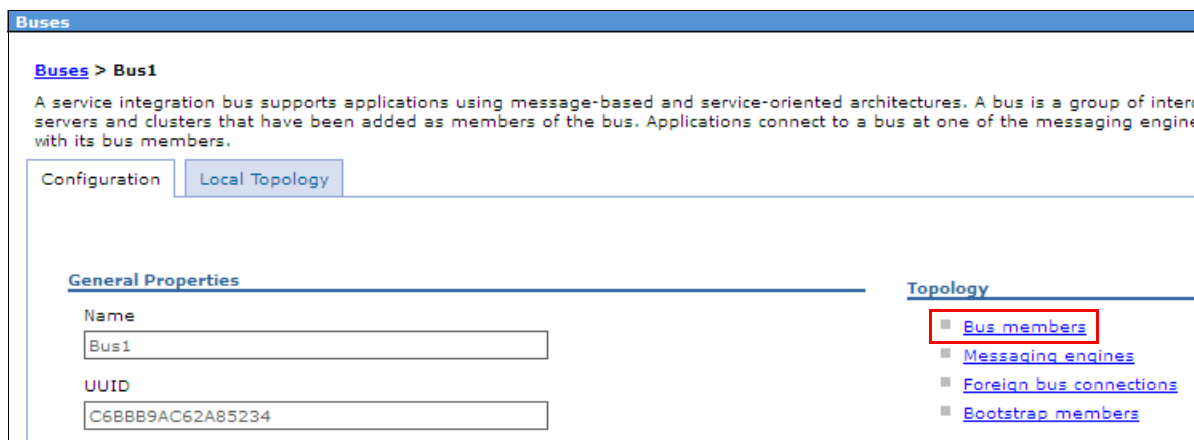 Buses
Buses > Bus1
A service integration bus supports applications using message-based and service-oriented architectures. A bus is a group of
servers and clusters that have been added as members of the bus. Applications connect to a bus at one of the messaging
with its bus members.
Configuration
Local Topology
General Properties
Name
Bus1
UUID
C6BBB9AC62A85234
Topology
Bus members
Messaging engines
Foreign bus connections
Bootstrap members